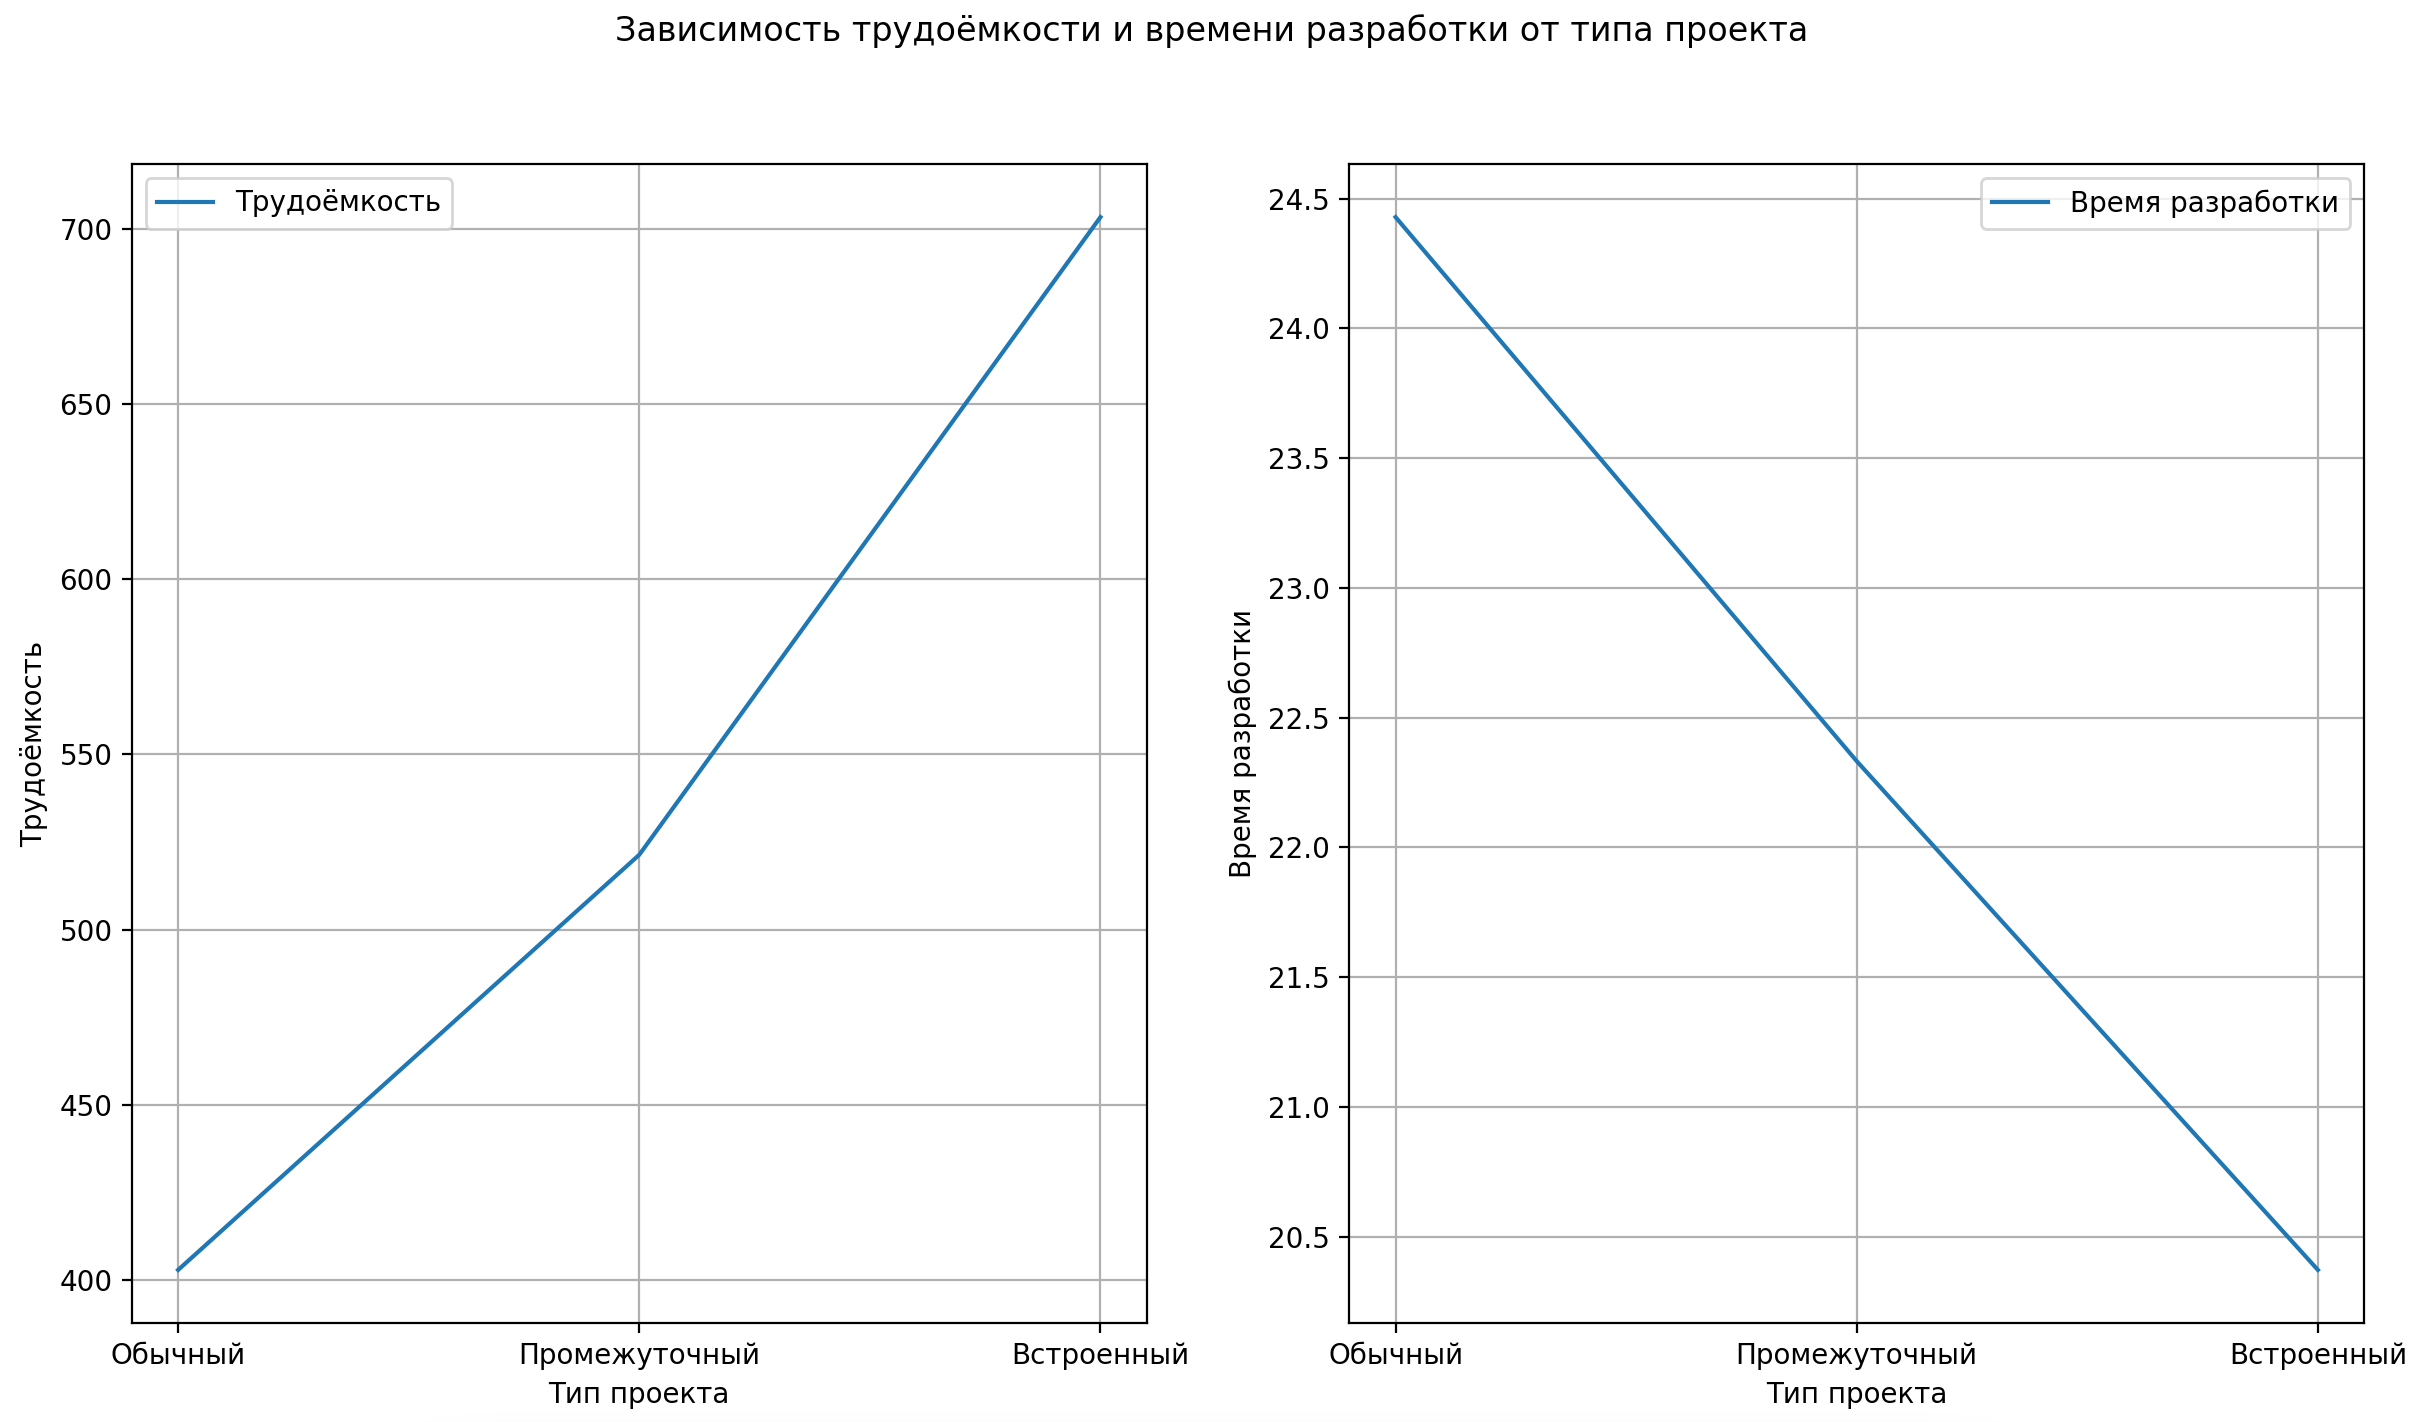 Зависимость трудоёмкости и времени разработки от типа проекта
Трудоёмкость
700
650
600
550
500
450
400
Трудоёмкость
Обычный Промежуточный Встроенный
Тип проекта
Время разработки
24.5
24.0
23.5
23.0
22.5
22.0
21.5
21.0
20.5
Время разработки
Обычный Промежуточный Встроенный
Тип проекта